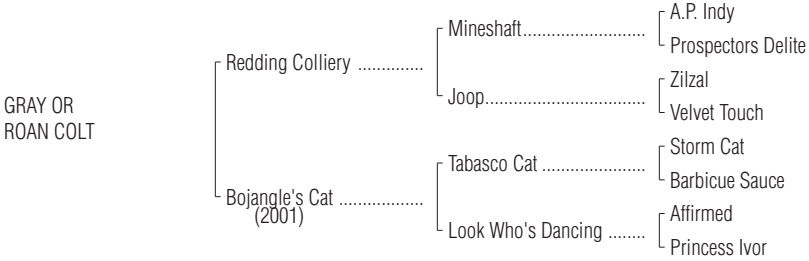 A.P. Indy
Mineshaft..........................
Prospectors Delite
Redding Colliery ..............
Zilzal
Joop..................................
Velvet Touch
GRAY OR
ROAN COLT
Storm Cat
Tabasco Cat ......................
Barbicue Sauce
Bojangle's Cat ..................
(2001)
Affirmed
Look Who's Dancing ........
Princess Ivor